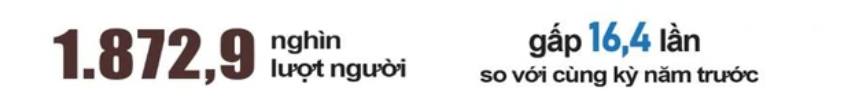 1.872,9 nghìn
lượt người
gấp 16,4 lần
so với cùng kỳ năm trước